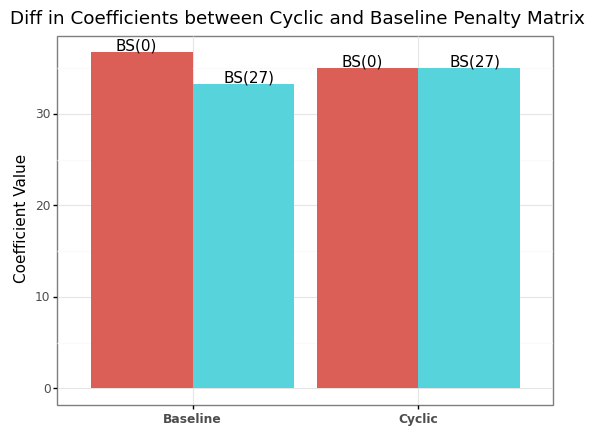 Diff in Coefficients between Cyclic and Baseline Penalty Matrix
BS(0)
BS(27)
BS(0)
BS(27)
Coefficient Value
30
20
10
0
Baseline
Cyclic